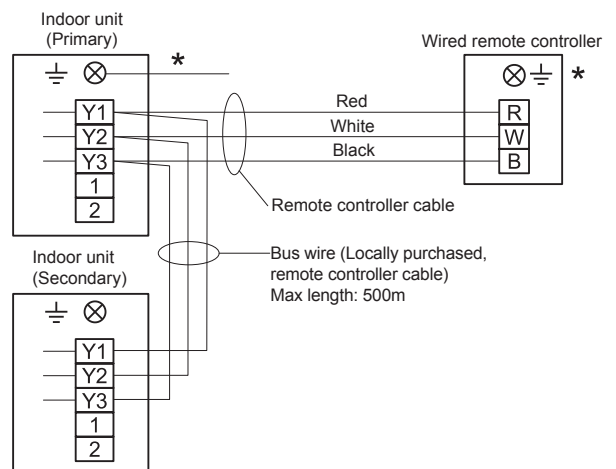 Indoor unit
(Primary)
*
Y1
Y2
Y3
1
2
Wired remote controller
*
R
W
B
Red
White
Black
Remote controller cable
Bus wire (Locally purchased,
remote controller cable)
Max length: 500m
Indoor unit
(Secondary)
Y1
Y2
Y3
1
2